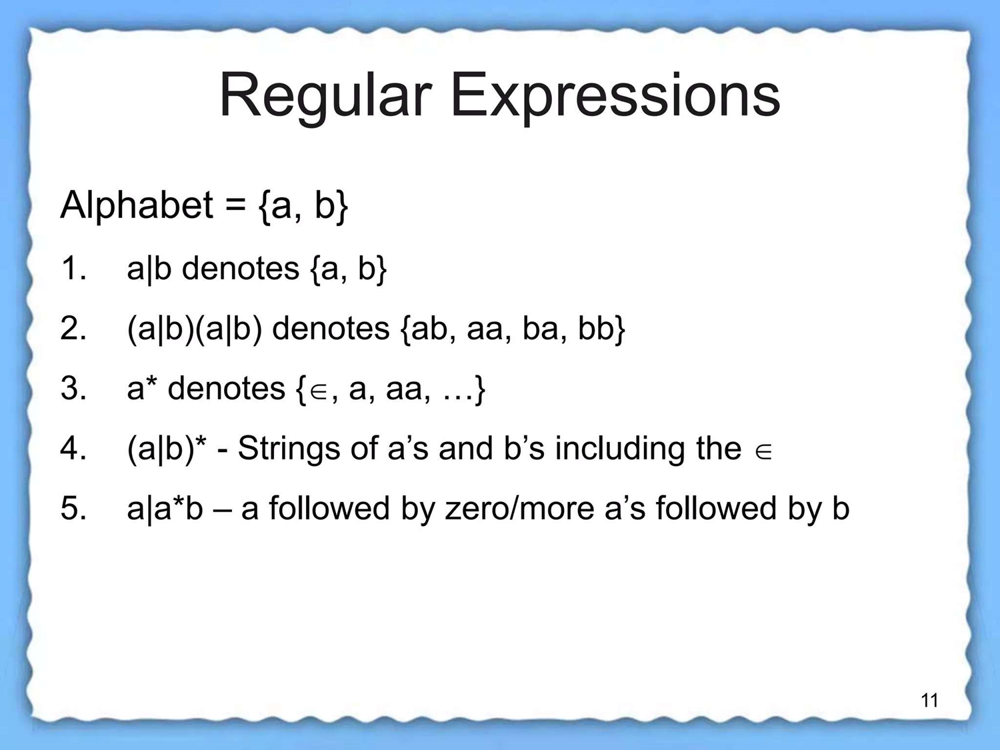 Regular Expressions
Alphabet = {a, b}
1. a|b denotes {a, b}
2. (a|b)(a|b) denotes {ab, aa, ba, bb}
3. a* denotes {∈, a, aa, …}
4. (a|b)* - Strings of a’s and b’s including the ∈
5. a|a*b – a followed by zero/more a’s followed by b
11